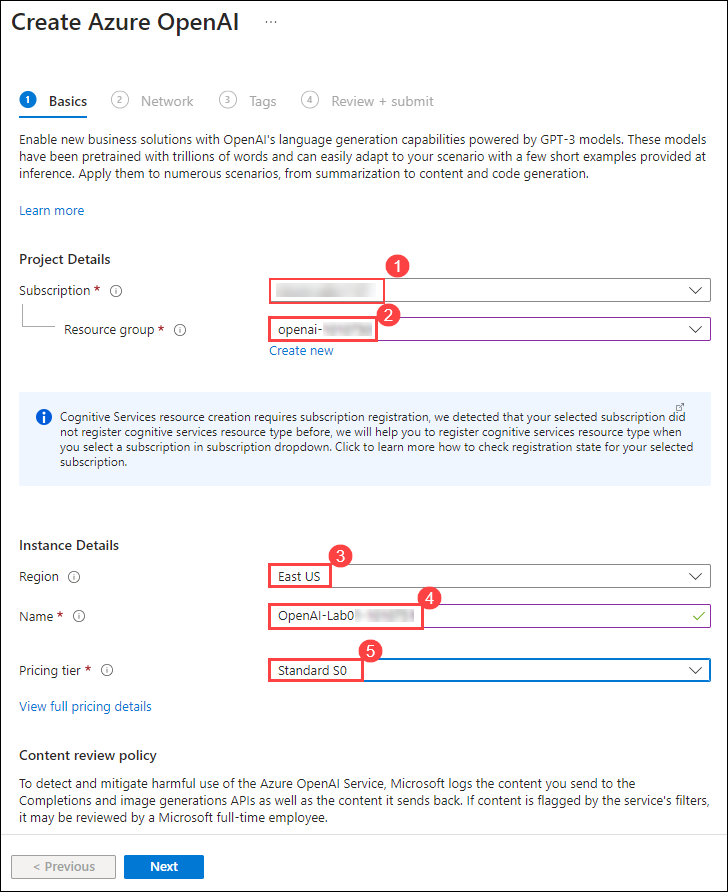 Create Azure OpenAI ...
1 Basics 2 Network 3 Tags 4 Review + submit
Enable new business solutions with OpenAI's language generation capabilities powered by GPT-3 models. These models
have been pretrained with trillions of words and can easily adapt to your scenario with a few short examples provided at
inference. Apply them to numerous scenarios, from summarization to content and code generation.
Learn more
Project Details
1
Subscription *
2
Resource group * openai-
Create new
Cognitive Services resource creation requires subscription registration, we detected that your selected subscription did
not register cognitive services resource type before, we will help you to register cognitive services resource type when
you select a subscription in subscription dropdown. Click to learn more how to check registration state for your selected
subscription.
Instance Details
3
Region East US
4
Name * OpenAI-Lab0
5
Pricing tier * Standard S0
View full pricing details
Content review policy
To detect and mitigate harmful use of the Azure OpenAI Service, Microsoft logs the content you send to the
Completions and image generations APIs as well as the content it sends back. If content is flagged by the service's filters,
it may be reviewed by a Microsoft full-time employee.
< Previous Next